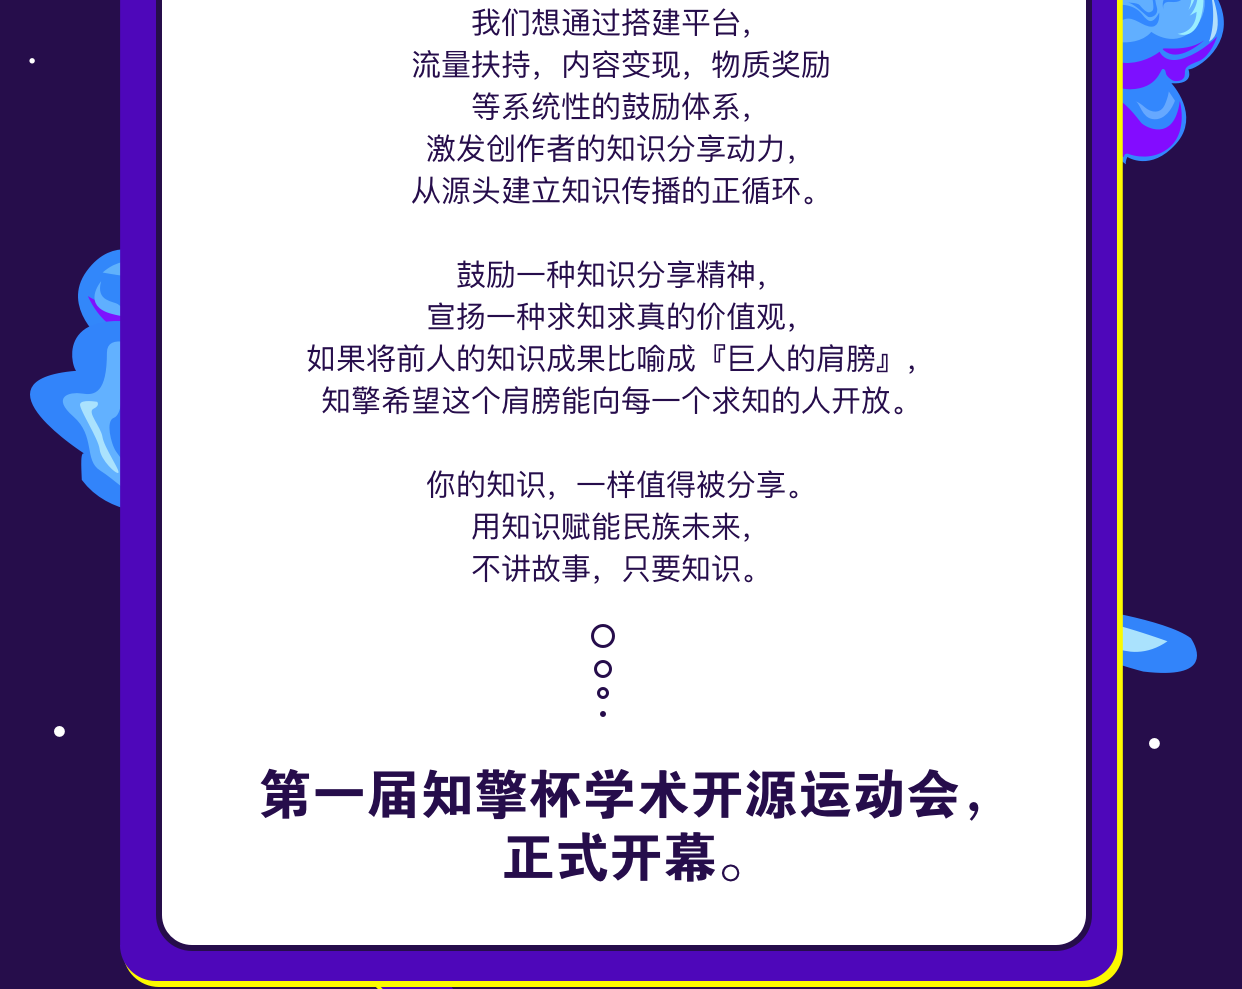 我们想通过搭建平台，
流量扶持，内容变现，物质奖励
等系统性的鼓励体系，
激发创作者的知识分享动力，
从源头建立知识传播的正循环。
鼓励一种知识分享精神，
宣扬一种求知求真的价值观，
如果将前人的知识成果比喻成『巨人的肩膀』，
知擎希望这个肩膀能向每一个求知的人开放。
你的知识，一样值得被分享。
用知识赋能民族未来，
不讲故事，只要知识。
第一届知擎杯学术开源运动会，
正式开幕。